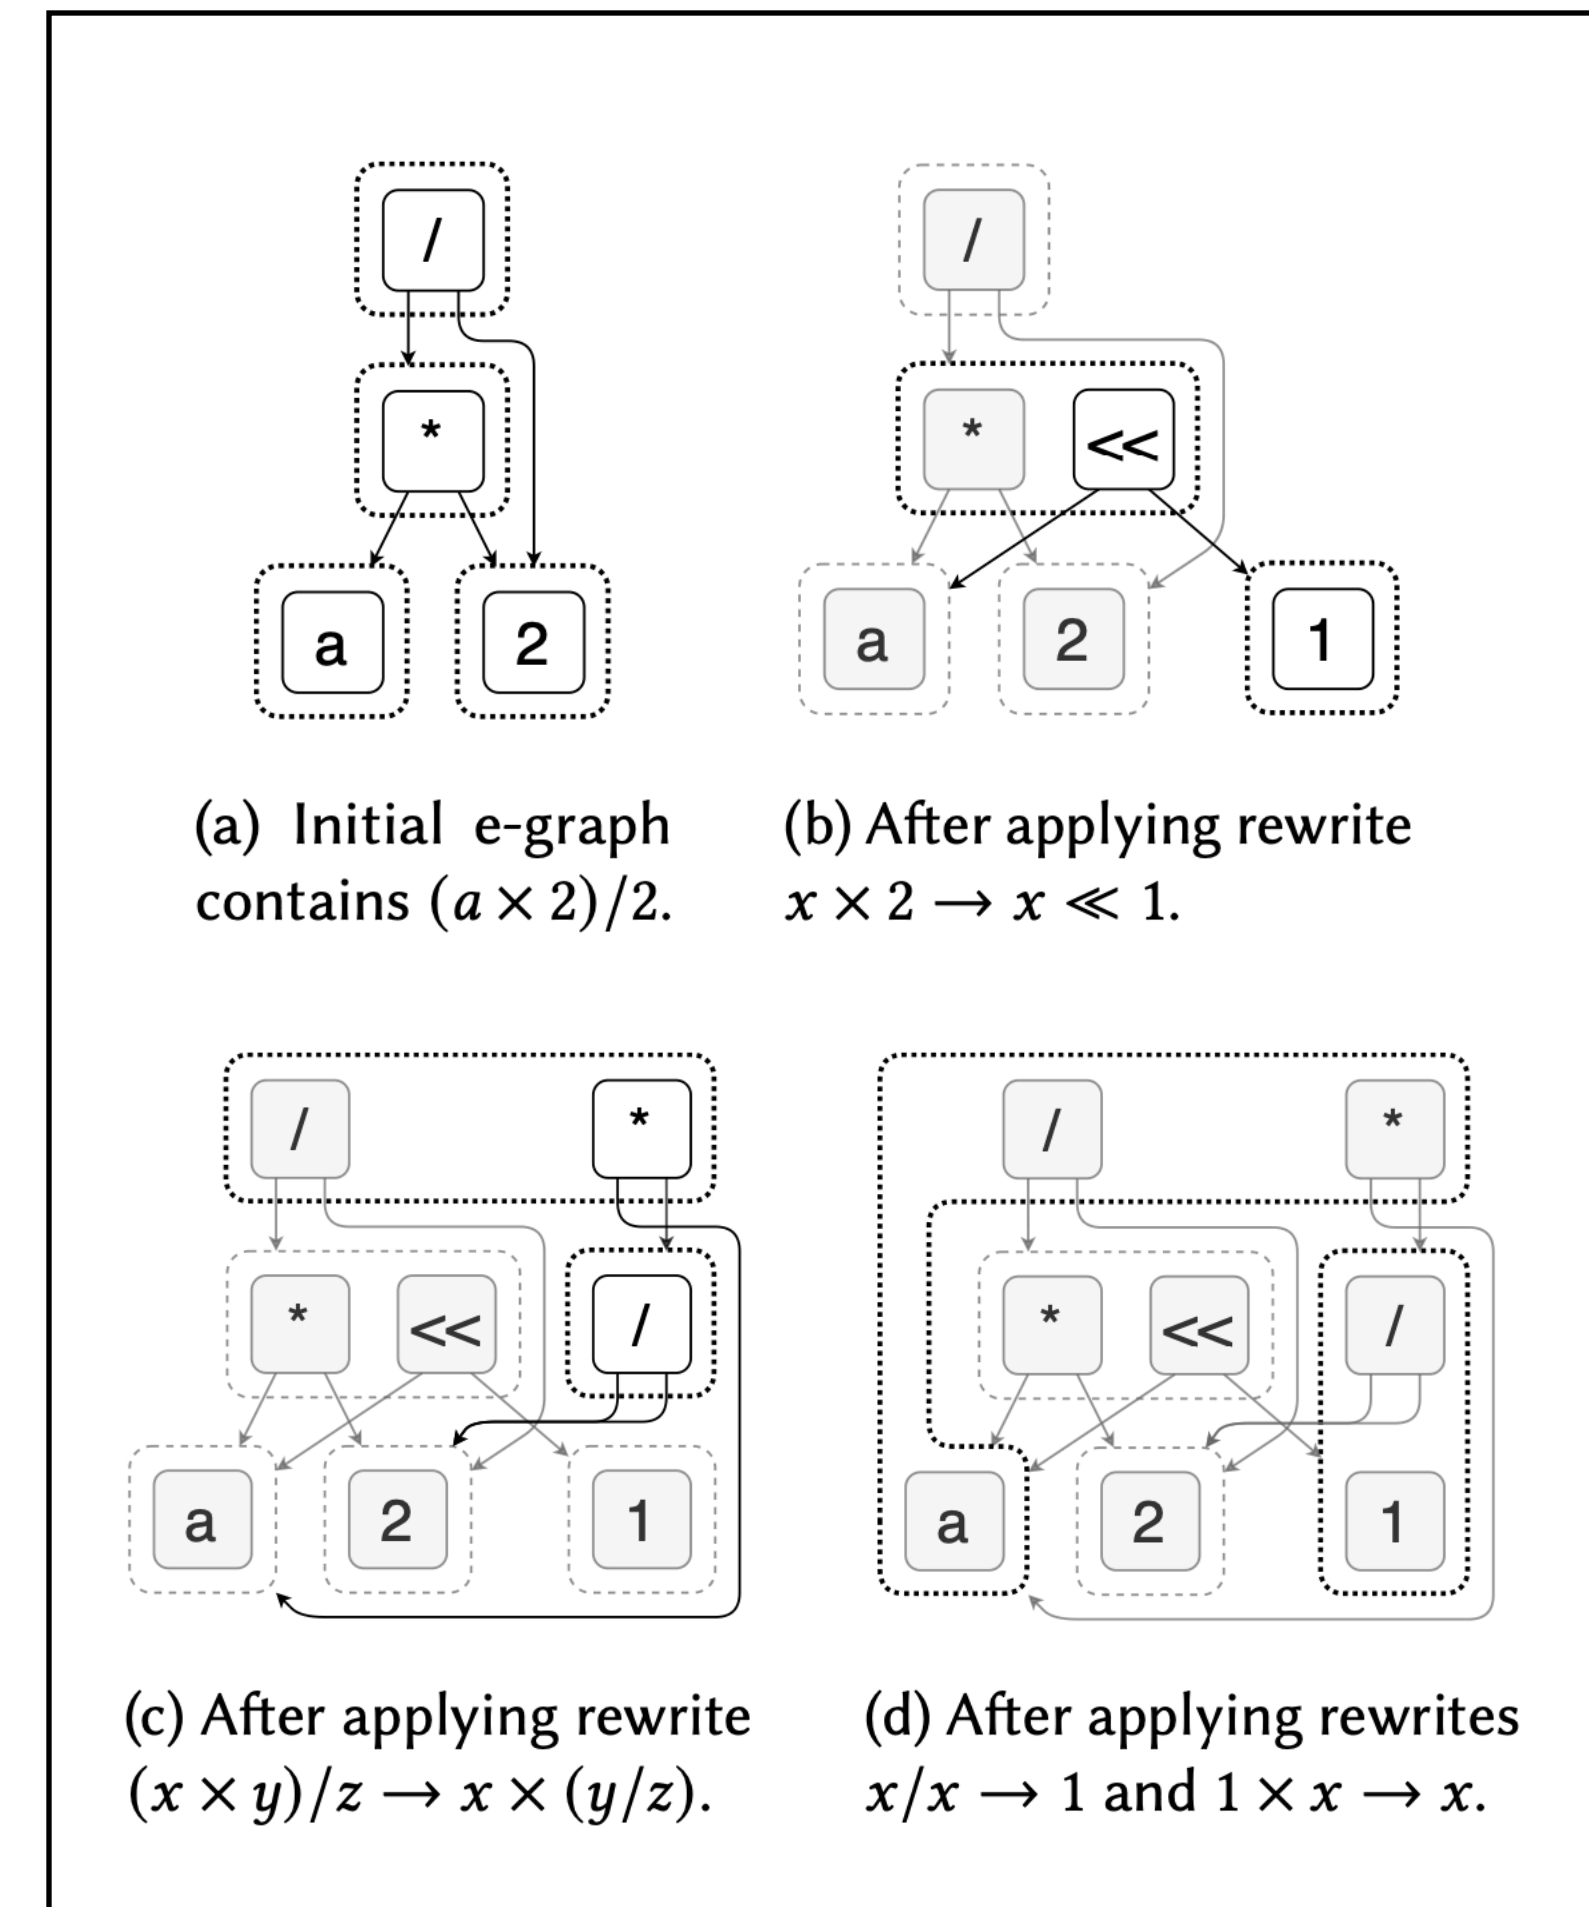 /
/
*
* <<
a 2
a 2 1
(a) Initial e-graph
contains (a × 2)/2.
(b) After applying rewrite
x × 2 → x ≪ 1.
/ *
* << /
a 2 1
/ *
* << /
a 2 1
(c) After applying rewrite
(x × y)/z → x × (y/z).
(d) After applying rewrites
x/x → 1 and 1 × x → x.